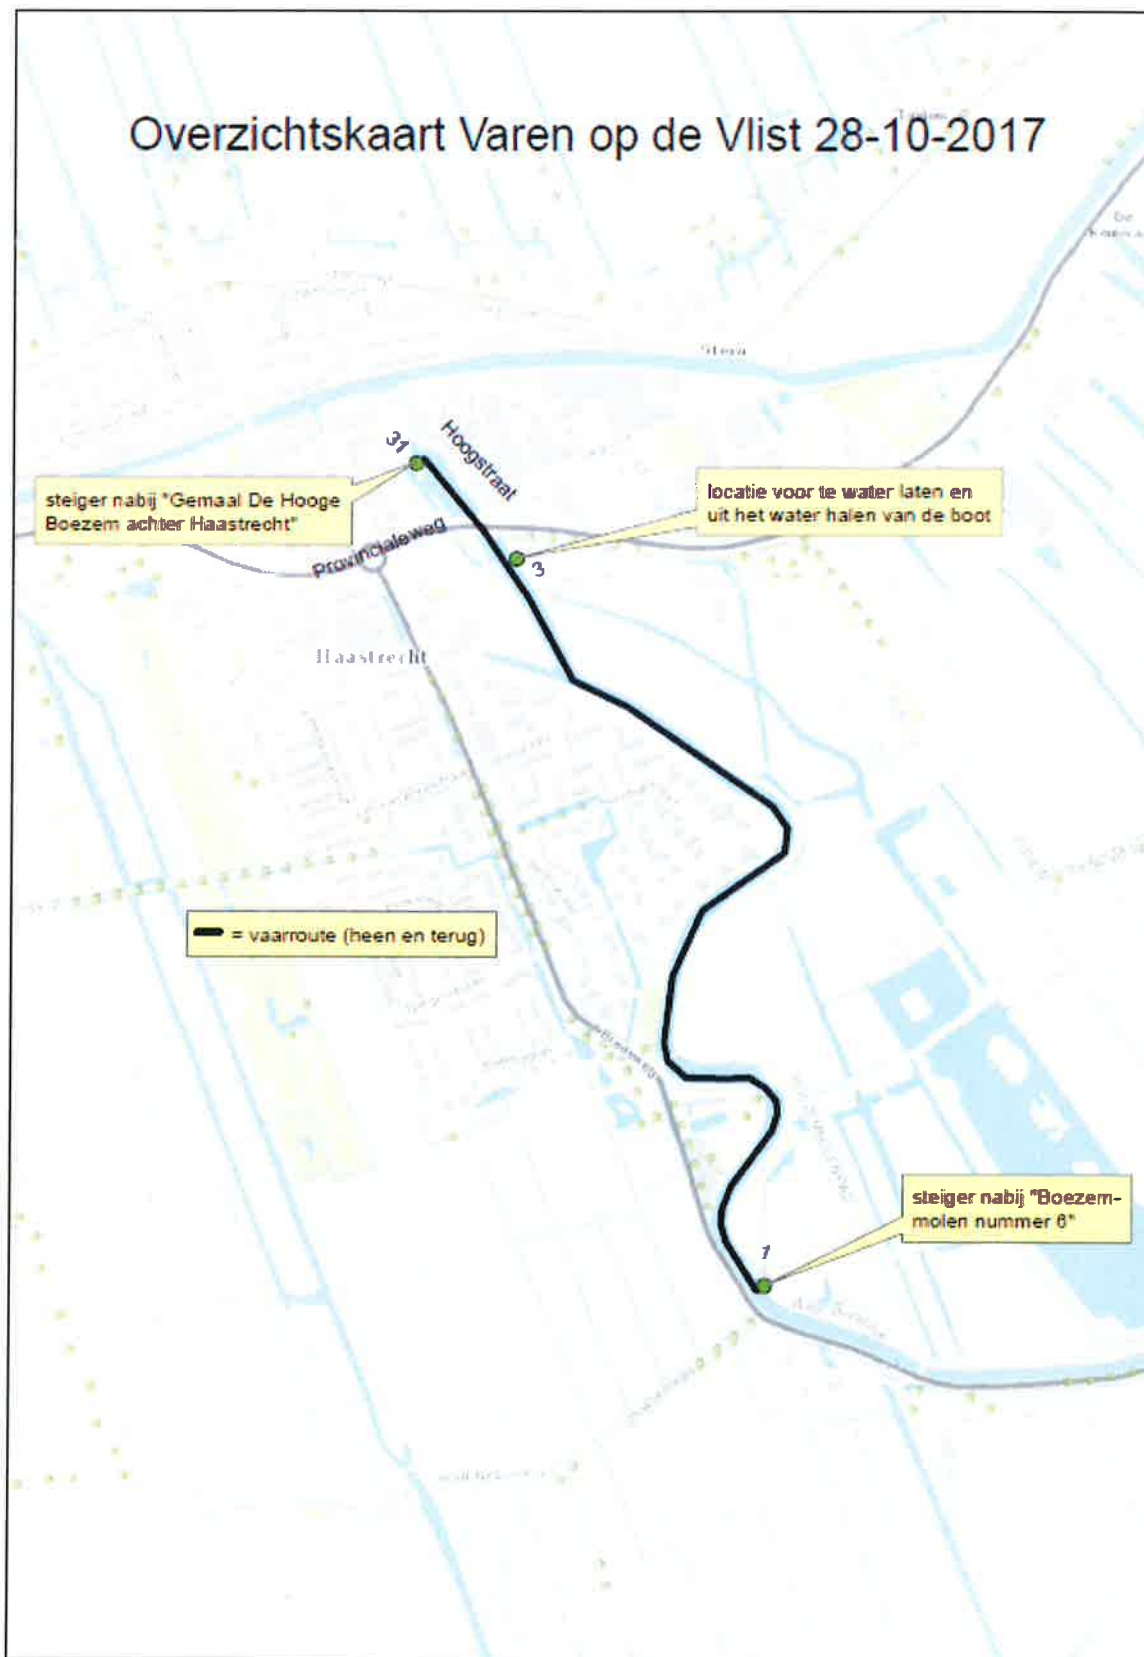 Overzichtskaart Varen op de Vlist 28-10-2017
31
Hoogstraat
steiger nabij "Gemaal De Hooge
Boezem achter Haastrecht"
locatie voor te water laten en
uit het water halen van de boot
Provincialeweg
3
Haastrecht
= vaarroute (heen en terug)
steiger nabij "Boezem-
molen nummer 6"
1